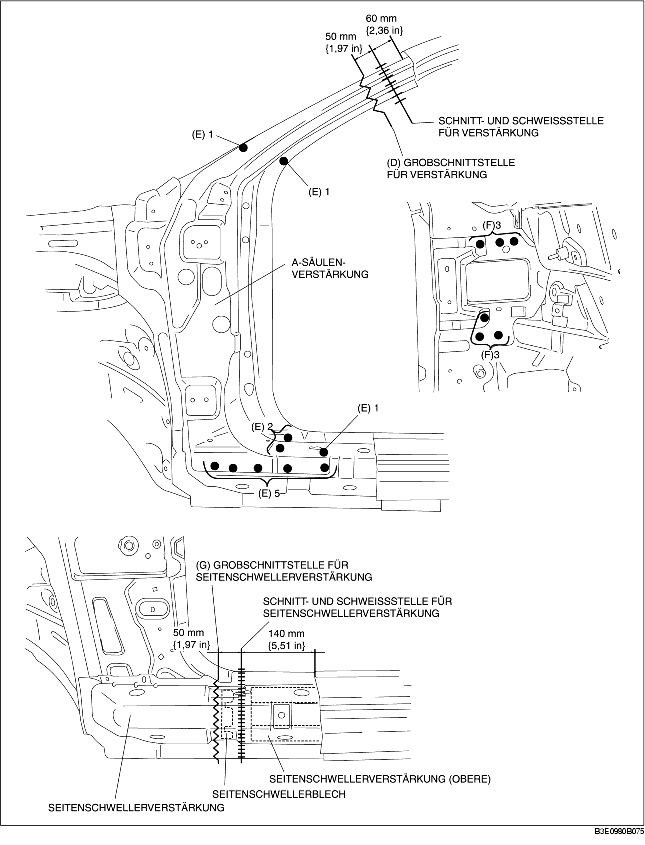 60 mm
{2,36 in}
50 mm
{1,97 in}
SCHNITT- UND SCHWEISSSTELLE
FÜR VERSTÄRKUNG
(E) 1
(D) GROBSCHNITTSTELLE
FÜR VERSTÄRKUNG
(E) 1
(F)3
A-SÄULEN-
VERSTÄRKUNG
(F)3
(E) 1
(E) 2
(E) 5
(G) GROBSCHNITTSTELLE FÜR
SEITENSCHWELLERVERSTÄRKUNG
SCHNITT- UND SCHWEISSSTELLE FÜR
SEITENSCHWELLERVERSTÄRKUNG
50 mm
{1,97 in}
140 mm
{5,51 in}
SEITENSCHWELLERVERSTÄRKUNG (OBERE)
SEITENSCHWELLERBLECH
SEITENSCHWELLERVERSTÄRKUNG
B3E0980B075